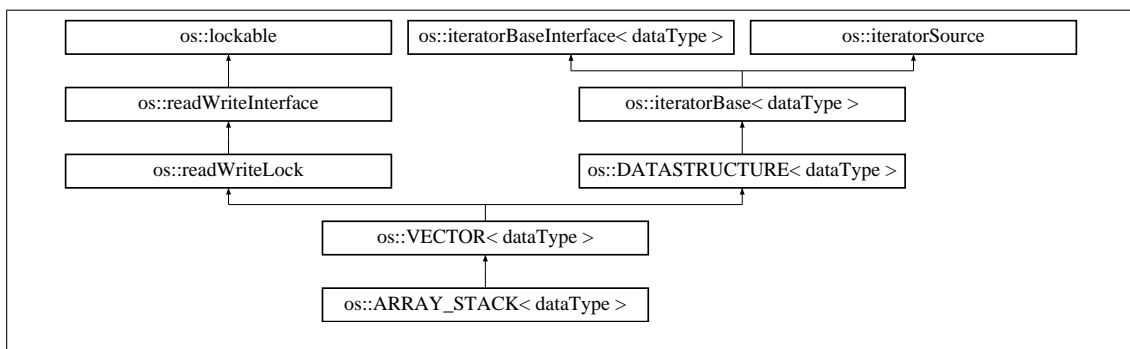 os::lockable
os::iteratorBaseInterface< dataType >
os::iteratorSource
os::readWriteInterface
os::iteratorBase< dataType >
os::readWriteLock
os::DATASTRUCTURE< dataType >
os::VECTOR< dataType >
os::ARRAY_STACK< dataType >